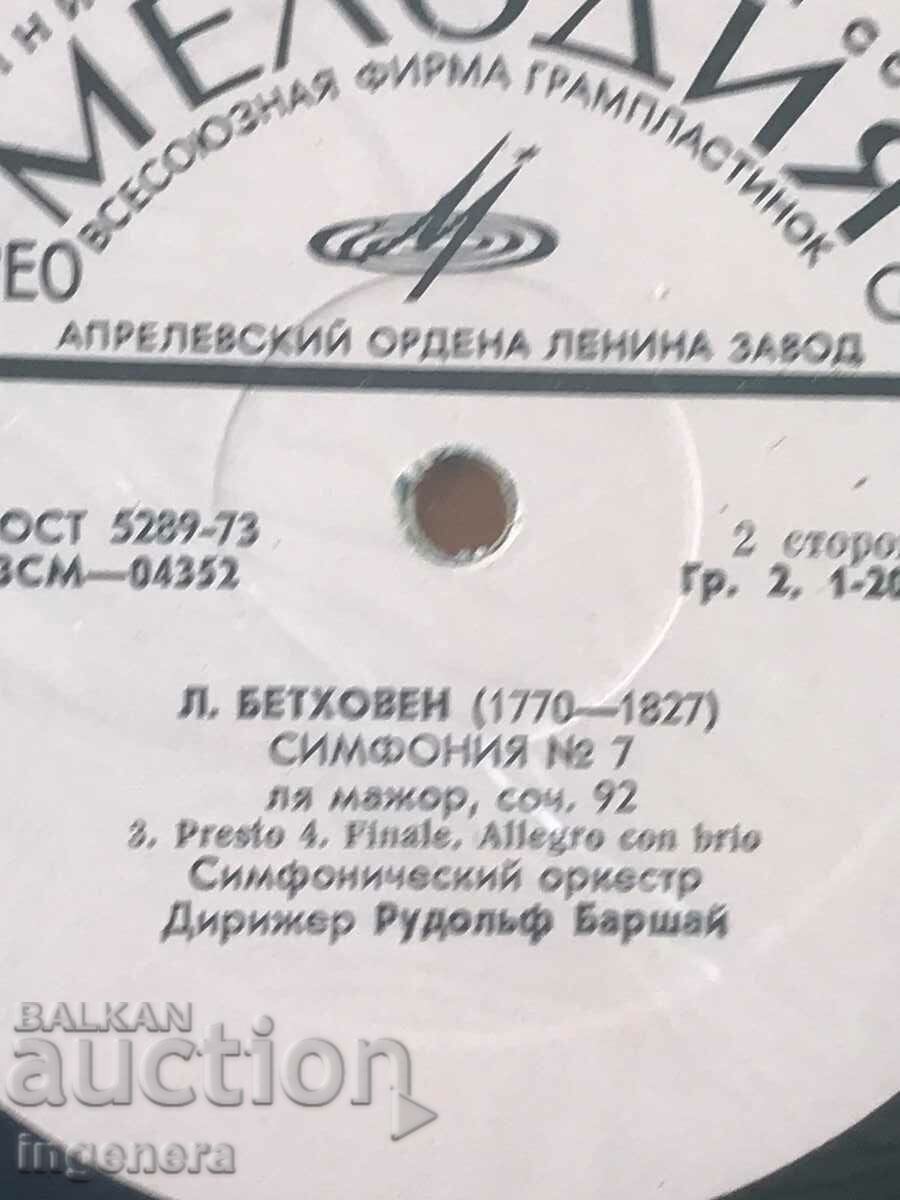 МЕЛОДИЯ
ВСЕСОЮЗНАЯ ФИРМА ГРАМПЛАСТИНОК
РЕО
АПРЕЛЕВСКИЙ ОРДЕНА ЛЕНИНА ЗАВОД
ОСТ 5289-73
ЗСМ—04352
2 сторо
Гр. 2, 1-20
Л. БЕТХОВЕН (1770—1827)
СИМФОНИЯ № 7
ля мажор, соч. 92
3. Presto 4. Finale. Allegro con brio
Симфонический оркестр
Дирижер Рудольф Баршай
BALKAN
auction
ingenera